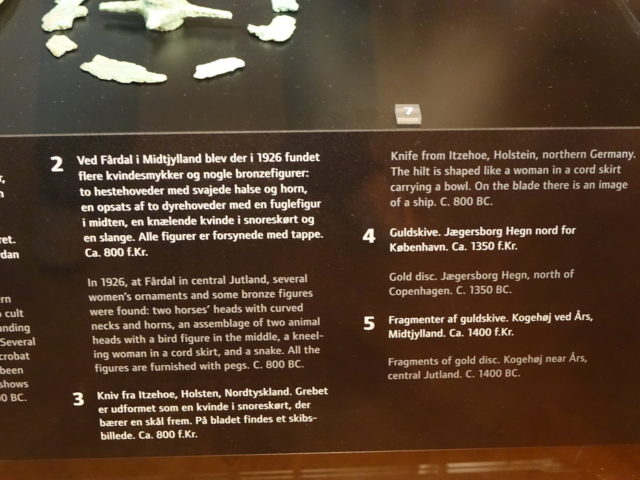 7
2 Ved Fårdal i Midtjylland blev der i 1926 fundet
flere kvindesmykker og nogle bronzefigurer:
to hestehoveder med svajede halse og horn,
en opsats af to dyrehoveder med en fuglefigur
i midten, en knælende kvinde i snoreskørt og
en slange. Alle figurer er forsynede med tappe.
Ca. 800 f.Kr.
In 1926, at Fårdal in central Jutland, several
women's ornaments and some bronze figures
were found: two horses' heads with curved
necks and horns, an assemblage of two animal
heads with a bird figure in the middle, a kneel-
ing woman in a cord skirt, and a snake. All the
figures are furnished with pegs. C. 800 BC.
3 Kniv fra Itzehoe, Holsten, Nordtyskland. Grebet
er udformet som en kvinde i snoreskørt, der
bærer en skål frem. På bladet findes et skibs-
billede. Ca. 800 f.Kr.
Knife from Itzehoe, Holstein, northern Germany.
The hilt is shaped like a woman in a cord skirt
carrying a bowl. On the blade there is an image
of a ship. C. 800 BC.
4 Guldskive. Jægersborg Hegn nord for
København. Ca. 1350 f.Kr.
Gold disc. Jægersborg Hegn, north of
Copenhagen. C. 1350 BC.
5 Fragmenter af guldskive. Kogehøj ved Års,
Midtjylland. Ca. 1400 f.Kr.
Fragments of gold disc. Kogehøj near Års,
central Jutland. C. 1400 BC.
cult
Several
been
shows
BC.